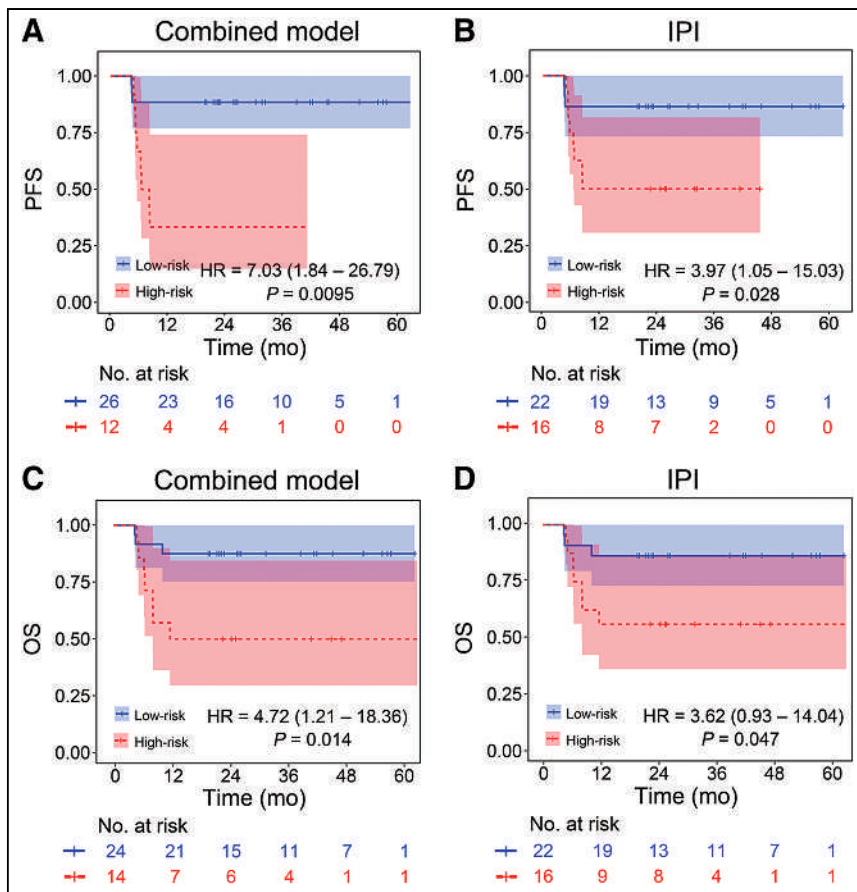 A
Combined model
1.00
0.75
0.50
0.25
0.00
PFS
Low-risk
High-risk
HR = 7.03 (1.84 – 26.79)
P = 0.0095
0 12 24 36 48 60
Time (mo)
No. at risk
26 23 16 10 5 1
12 4 4 1 0 0
B
IPI
1.00
0.75
0.50
0.25
0.00
PFS
Low-risk
High-risk
HR = 3.97 (1.05 – 15.03)
P = 0.028
0 12 24 36 48 60
Time (mo)
No. at risk
22 19 13 9 5 1
16 8 7 2 0 0
C
Combined model
1.00
0.75
0.50
0.25
0.00
OS
Low-risk
High-risk
HR = 4.72 (1.21 – 18.36)
P = 0.014
0 12 24 36 48 60
Time (mo)
No. at risk
24 21 15 11 7 1
14 7 6 4 1 1
D
IPI
1.00
0.75
0.50
0.25
0.00
OS
Low-risk
High-risk
HR = 3.62 (0.93 – 14.04)
P = 0.047
0 12 24 36 48 60
Time (mo)
No. at risk
22 19 13 11 7 1
16 9 8 4 1 1